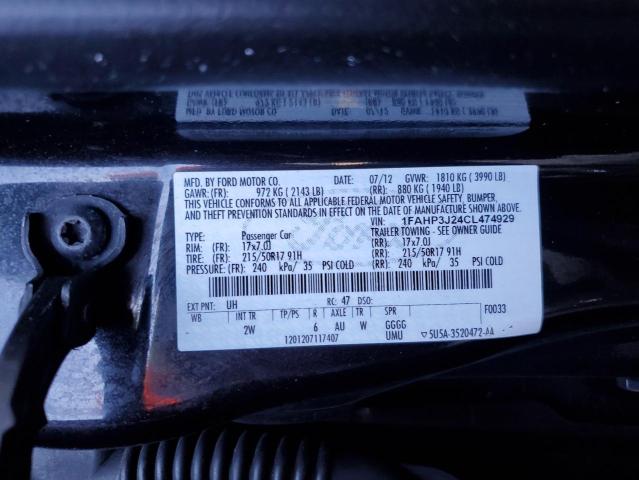 MFD. BY FORD MOTOR CO.
DATE: 07/12 GVWR: 1810 KG ( 3990 LB)
GAWR: (FR) 972 KG ( 2143 LB) (RR) 880 KG ( 1940 LB)
THIS VEHICLE CONFORMS TO ALL APPLICABLE FEDERAL MOTOR VEHICLE SAFETY, BUMPER,
AND THEFT PREVENTION STANDARDS IN EFFECT ON THE DATE OF MANUFACTURE SHOWN ABOVE.
VIN: 1FAHP3J24CL474929
TYPE: Passenger Car TRAILER TOWING - SEE OWNER GUIDE
RIM: (FR) 17x7.0J (RR) 17x7.0J
TIRE: (FR) 215/50R17 91H (RR) 215/50R17 91H
PRESSURE: (FR) 240 kPa/ 35 PSI COLD (RR) 240 kPa/ 35 PSI COLD
EXT PNT: UH RC: 47 DSO:
WB INT TR TP/PS R AXLE TR SPR F0033
2W 6 AU W GGGG
1201207117407 UMU ▽ 5U5A-3520472-AA